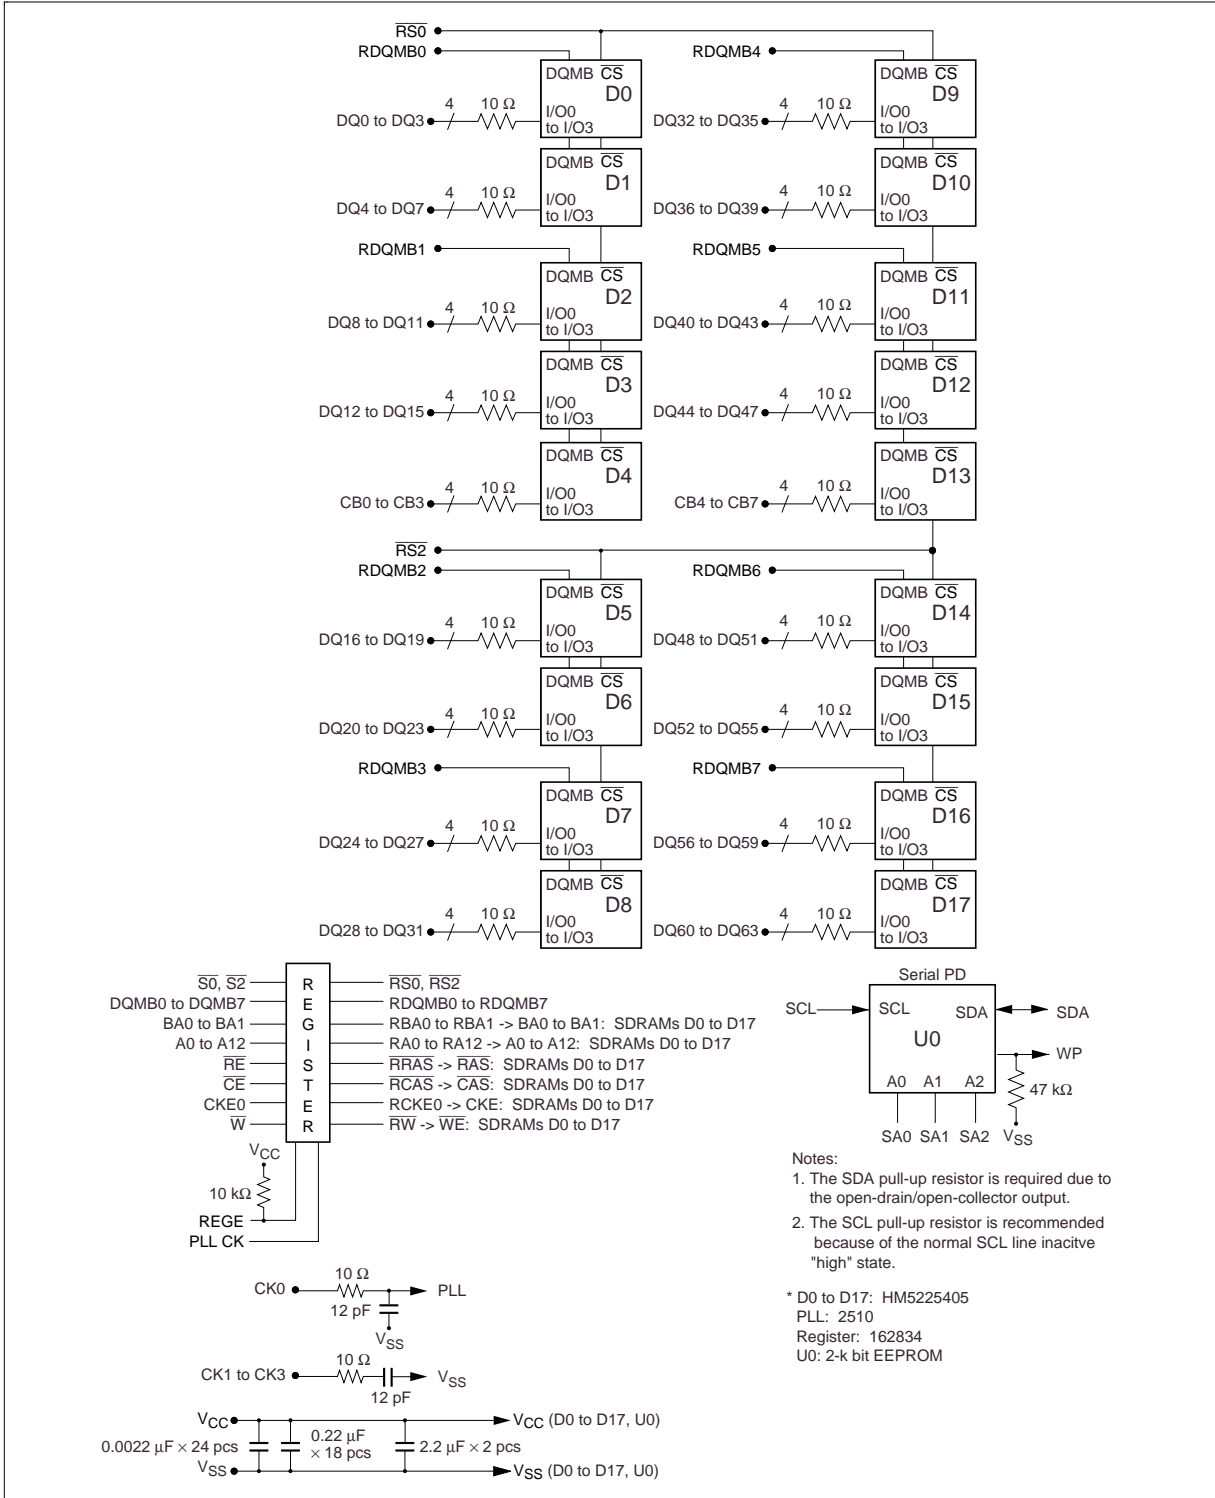 RS0
RDQMB0 RDQMB4
DQMB CS DQMB CS
D0 D9
4 10 Ω 4 10 Ω
DQ0 to DQ3 I/O0 to I/O3 DQ32 to DQ35 I/O0 to I/O3
DQMB CS DQMB CS
D1 D10
4 10 Ω 4 10 Ω
DQ4 to DQ7 I/O0 to I/O3 DQ36 to DQ39 I/O0 to I/O3
RDQMB1 RDQMB5
DQMB CS DQMB CS
D2 D11
4 10 Ω 4 10 Ω
DQ8 to DQ11 I/O0 to I/O3 DQ40 to DQ43 I/O0 to I/O3
DQMB CS DQMB CS
D3 D12
4 10 Ω 4 10 Ω
DQ12 to DQ15 I/O0 to I/O3 DQ44 to DQ47 I/O0 to I/O3
DQMB CS DQMB CS
D4 D13
4 10 Ω 4 10 Ω
CB0 to CB3 I/O0 to I/O3 CB4 to CB7 I/O0 to I/O3
RS2
RDQMB2 RDQMB6
DQMB CS DQMB CS
D5 D14
4 10 Ω 4 10 Ω
DQ16 to DQ19 I/O0 to I/O3 DQ48 to DQ51 I/O0 to I/O3
DQMB CS DQMB CS
D6 D15
4 10 Ω 4 10 Ω
DQ20 to DQ23 I/O0 to I/O3 DQ52 to DQ55 I/O0 to I/O3
RDQMB3 RDQMB7
DQMB CS DQMB CS
D7 D16
4 10 Ω 4 10 Ω
DQ24 to DQ27 I/O0 to I/O3 DQ56 to DQ59 I/O0 to I/O3
DQMB CS DQMB CS
D8 D17
4 10 Ω 4 10 Ω
DQ28 to DQ31 I/O0 to I/O3 DQ60 to DQ63 I/O0 to I/O3
S0, S2 R RS0, RS2
DQMB0 to DQMB7 E RDQMB0 to RDQMB7
BA0 to BA1 G RBA0 to RBA1 -> BA0 to BA1: SDRAMs D0 to D17
A0 to A12 I RA0 to RA12 -> A0 to A12: SDRAMs D0 to D17
RE S RRAS -> RAS: SDRAMs D0 to D17
CE T RCAS -> CAS: SDRAMs D0 to D17
CKE0 E RCKE0 -> CKE: SDRAMs D0 to D17
W R RW -> WE: SDRAMs D0 to D17
VCC
10 kΩ
REGE
PLL CK
Serial PD
SCL SCL SDA SDA
U0
WP
A0 A1 A2
47 kΩ
SA0 SA1 SA2 VSS
Notes:
1. The SDA pull-up resistor is required due to
the open-drain/open-collector output.
2. The SCL pull-up resistor is recommended
because of the normal SCL line inacitve
"high" state.
* D0 to D17: HM5225405
PLL: 2510
Register: 162834
U0: 2-k bit EEPROM
10 Ω
CK0 PLL
12 pF
VSS
10 Ω
CK1 to CK3 VSS
12 pF
VCC VCC (D0 to D17, U0)
0.0022 µF × 24 pcs 0.22 µF × 18 pcs 2.2 µF × 2 pcs
VSS VSS (D0 to D17, U0)